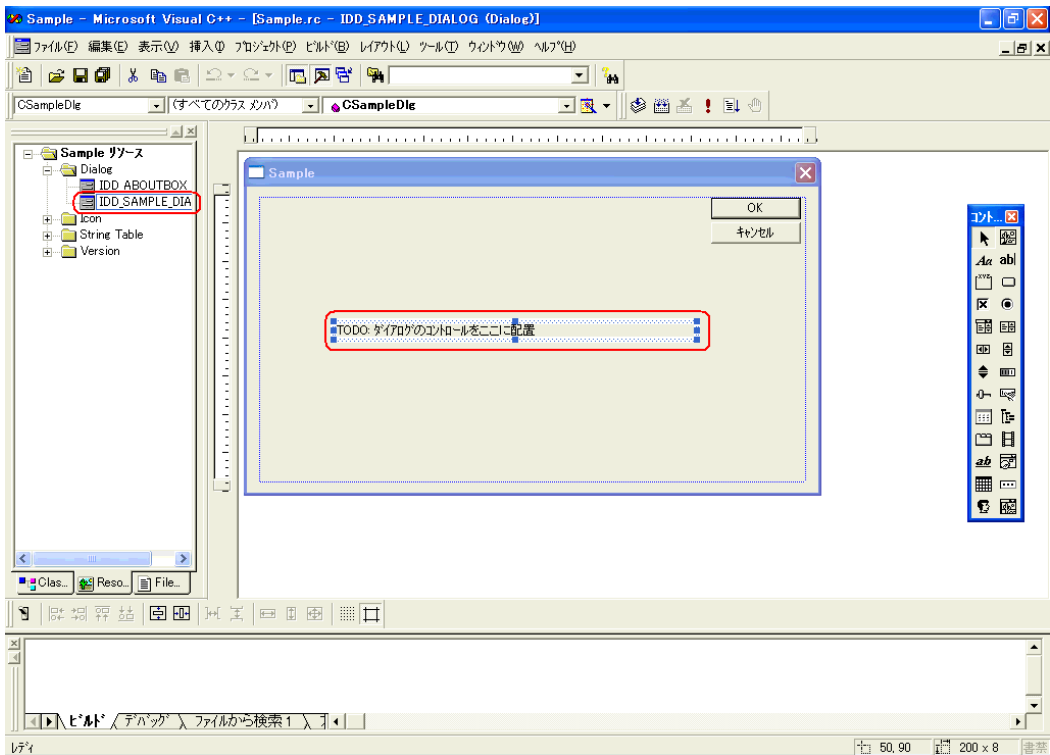 Sample - Microsoft Visual C++ - [Sample.rc - IDD_SAMPLE_DIALOG (Dialog)]
ファイル(F) 編集(E) 表示(V) 挿入(I) プロジェクト(P) ビルド(B) レイアウト(L) ツール(T) ウィンドウ(W) ヘルプ(H)
CSampleDlg (すべてのクラス メンバ) CSampleDlg
Sample リソース
Dialog
IDD_ABOUTBOX
IDD_SAMPLE_DIA
Icon
String Table
Version
Sample
OK
キャンセル
TODO: ダイアログのコントロールをここに配置
コント...
Aa ab|
ab
Clas... Reso... File...
ビルド デバッグ ファイルから検索 1
レディ 50, 90 200 x 8 書禁